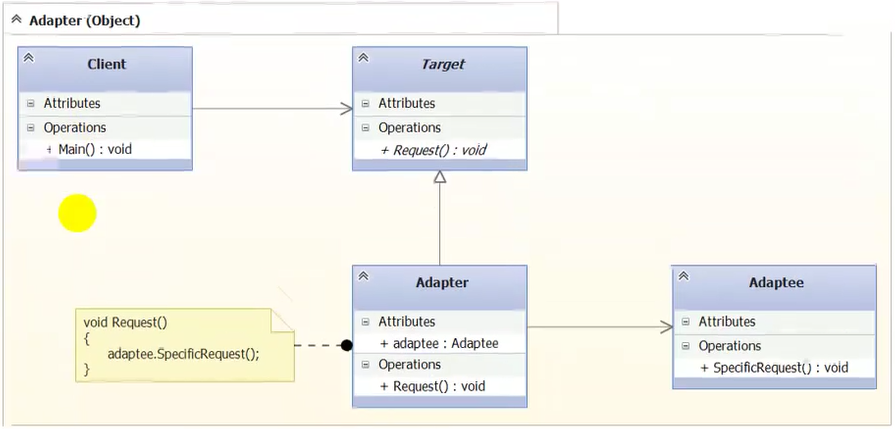 Adapter (Object)
Client
Attributes
Operations
+ Main() : void
Target
Attributes
Operations
+ Request() : void
void Request()
{
adaptee.SpecificRequest();
}
Adapter
Attributes
+ adaptee : Adaptee
Operations
+ Request() : void
Adaptee
Attributes
Operations
+ SpecificRequest() : void